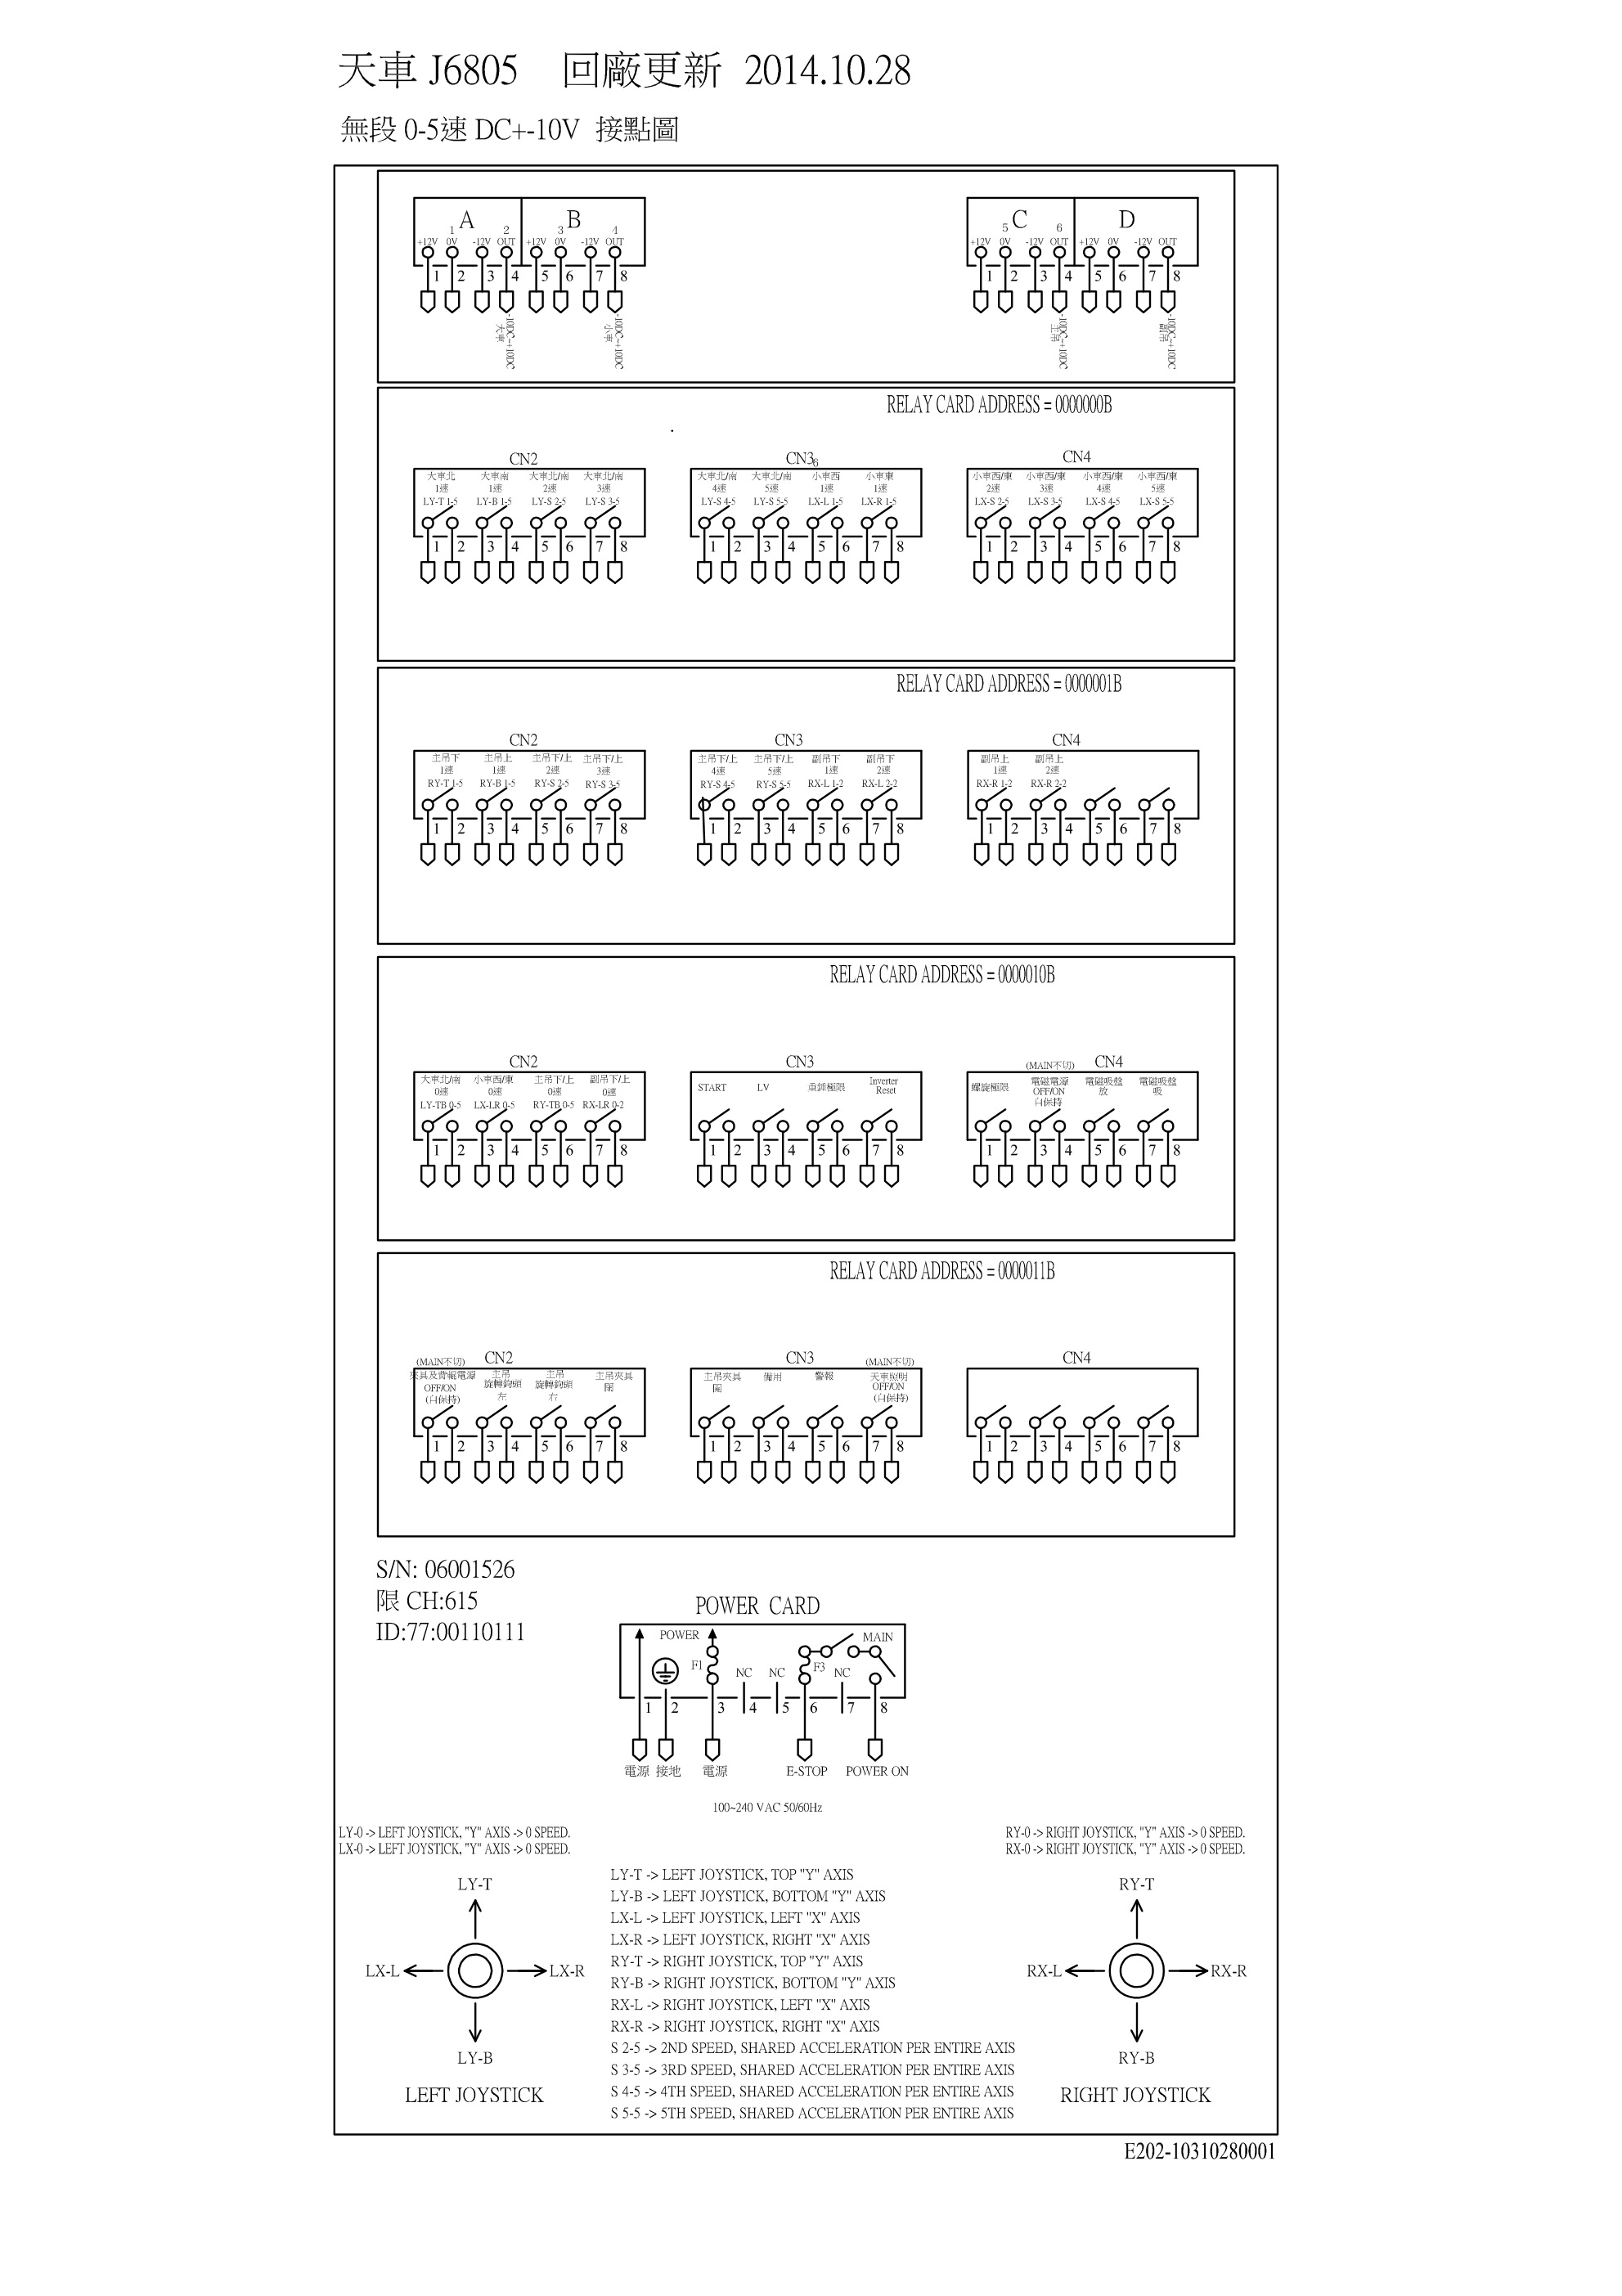 天車 J6805 回廠更新 2014.10.28
無段 0-5速 DC+-10V 接點圖
A B C D
1 2 3 4 5 6
+12V 0V -12V OUT +12V 0V -12V OUT +12V 0V -12V OUT +12V 0V -12V OUT
1 2 3 4 5 6 7 8 1 2 3 4 5 6 7 8
-10DC~+10DC -10DC~+10DC -10DC~+10DC -10DC~+10DC
大車 小車 主吊 副吊
RELAY CARD ADDRESS = 0000000B
CN2 CN3 6 CN4
大車北 大車南 大車北/南 大車北/南 大車北/南 大車北/南 小車西 小車東 小車西/東 小車西/東 小車西/東 小車西/東
1速 1速 2速 3速 4速 5速 1速 1速 2速 3速 4速 5速
LY-T 1-5 LY-B 1-5 LY-S 2-5 LY-S 3-5 LY-S 4-5 LY-S 5-5 LX-L 1-5 LX-R 1-5 LX-S 2-5 LX-S 3-5 LX-S 4-5 LX-S 5-5
1 2 3 4 5 6 7 8 1 2 3 4 5 6 7 8 1 2 3 4 5 6 7 8
RELAY CARD ADDRESS = 0000001B
CN2 CN3 CN4
主吊下 主吊上 主吊下/上 主吊下/上 主吊下/上 主吊下/上 副吊下 副吊下 副吊上 副吊上
1速 1速 2速 3速 4速 5速 1速 2速 1速 2速
RY-T 1-5 RY-B 1-5 RY-S 2-5 RY-S 3-5 RY-S 4-5 RY-S 5-5 RX-L 1-2 RX-L 2-2 RX-R 1-2 RX-R 2-2
1 2 3 4 5 6 7 8 1 2 3 4 5 6 7 8 1 2 3 4 5 6 7 8
RELAY CARD ADDRESS = 0000010B
CN2 CN3 (MAIN不切) CN4
大車北/南 小車西/東 主吊下/上 副吊下/上 START LV 重錘極限 Inverter Reset 螺旋極限 電磁電源 電磁吸盤 電磁吸盤
0速 0速 0速 0速 OFF/ON 放 吸
LY-TB 0-5 LX-LR 0-5 RY-TB 0-5 RX-LR 0-2 自保持
1 2 3 4 5 6 7 8 1 2 3 4 5 6 7 8 1 2 3 4 5 6 7 8
RELAY CARD ADDRESS = 0000011B
(MAIN不切) CN2 CN3 (MAIN不切) CN4
夾具及背範電源 主吊 主吊 主吊夾具 主吊夾具 備用 警報 天車照明
OFF/ON 旋轉鉤頭 旋轉鉤頭 閉 開 OFF/ON
(自保持) 左 右 (自保持)
1 2 3 4 5 6 7 8 1 2 3 4 5 6 7 8 1 2 3 4 5 6 7 8
S/N: 06001526
限 CH:615
ID:77:00110111
POWER CARD
POWER MAIN
F1 NC NC F3 NC
1 2 3 4 5 6 7 8
電源 接地 電源 E-STOP POWER ON
100~240 VAC 50/60Hz
LY-0 -> LEFT JOYSTICK, "Y" AXIS -> 0 SPEED.
LX-0 -> LEFT JOYSTICK, "Y" AXIS -> 0 SPEED.
RY-0 -> RIGHT JOYSTICK, "Y" AXIS -> 0 SPEED.
RX-0 -> RIGHT JOYSTICK, "Y" AXIS -> 0 SPEED.
LY-T
LX-L LX-R
LY-B
LEFT JOYSTICK
LY-T -> LEFT JOYSTICK, TOP "Y" AXIS
LY-B -> LEFT JOYSTICK, BOTTOM "Y" AXIS
LX-L -> LEFT JOYSTICK, LEFT "X" AXIS
LX-R -> LEFT JOYSTICK, RIGHT "X" AXIS
RY-T -> RIGHT JOYSTICK, TOP "Y" AXIS
RY-B -> RIGHT JOYSTICK, BOTTOM "Y" AXIS
RX-L -> RIGHT JOYSTICK, LEFT "X" AXIS
RX-R -> RIGHT JOYSTICK, RIGHT "X" AXIS
S 2-5 -> 2ND SPEED, SHARED ACCELERATION PER ENTIRE AXIS
S 3-5 -> 3RD SPEED, SHARED ACCELERATION PER ENTIRE AXIS
S 4-5 -> 4TH SPEED, SHARED ACCELERATION PER ENTIRE AXIS
S 5-5 -> 5TH SPEED, SHARED ACCELERATION PER ENTIRE AXIS
RY-T
RX-L RX-R
RY-B
RIGHT JOYSTICK
E202-10310280001